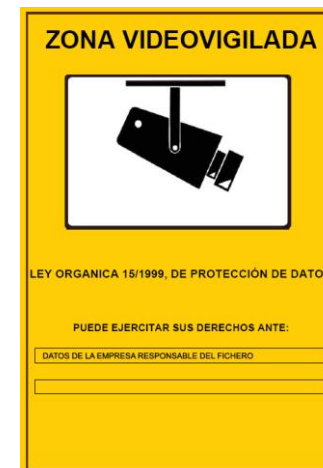 ZONA VIDEOVIGILADA
LEY ORGANICA 15/1999, DE PROTECCIÓN DE DATO
PUEDE EJERCITAR SUS DERECHOS ANTE:
DATOS DE LA EMPRESA RESPONSABLE DEL FICHERO